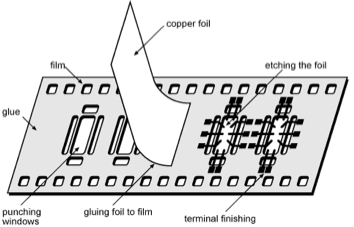 copper foil
film
etching the foil
glue
punching
windows
gluing foil to film
terminal finishing